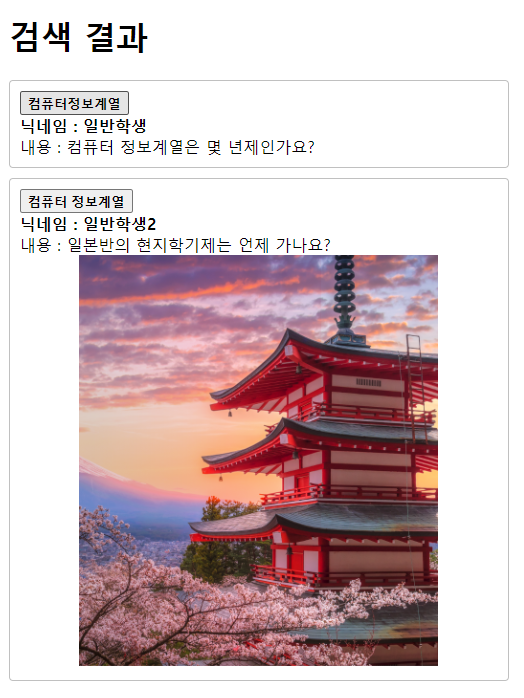 검색 결과
컴퓨터정보계열
닉네임 : 일반학생
내용 : 컴퓨터 정보계열은 몇 년제인가요?
컴퓨터 정보계열
닉네임 : 일반학생2
내용 : 일본반의 현지학기제는 언제 가나요?